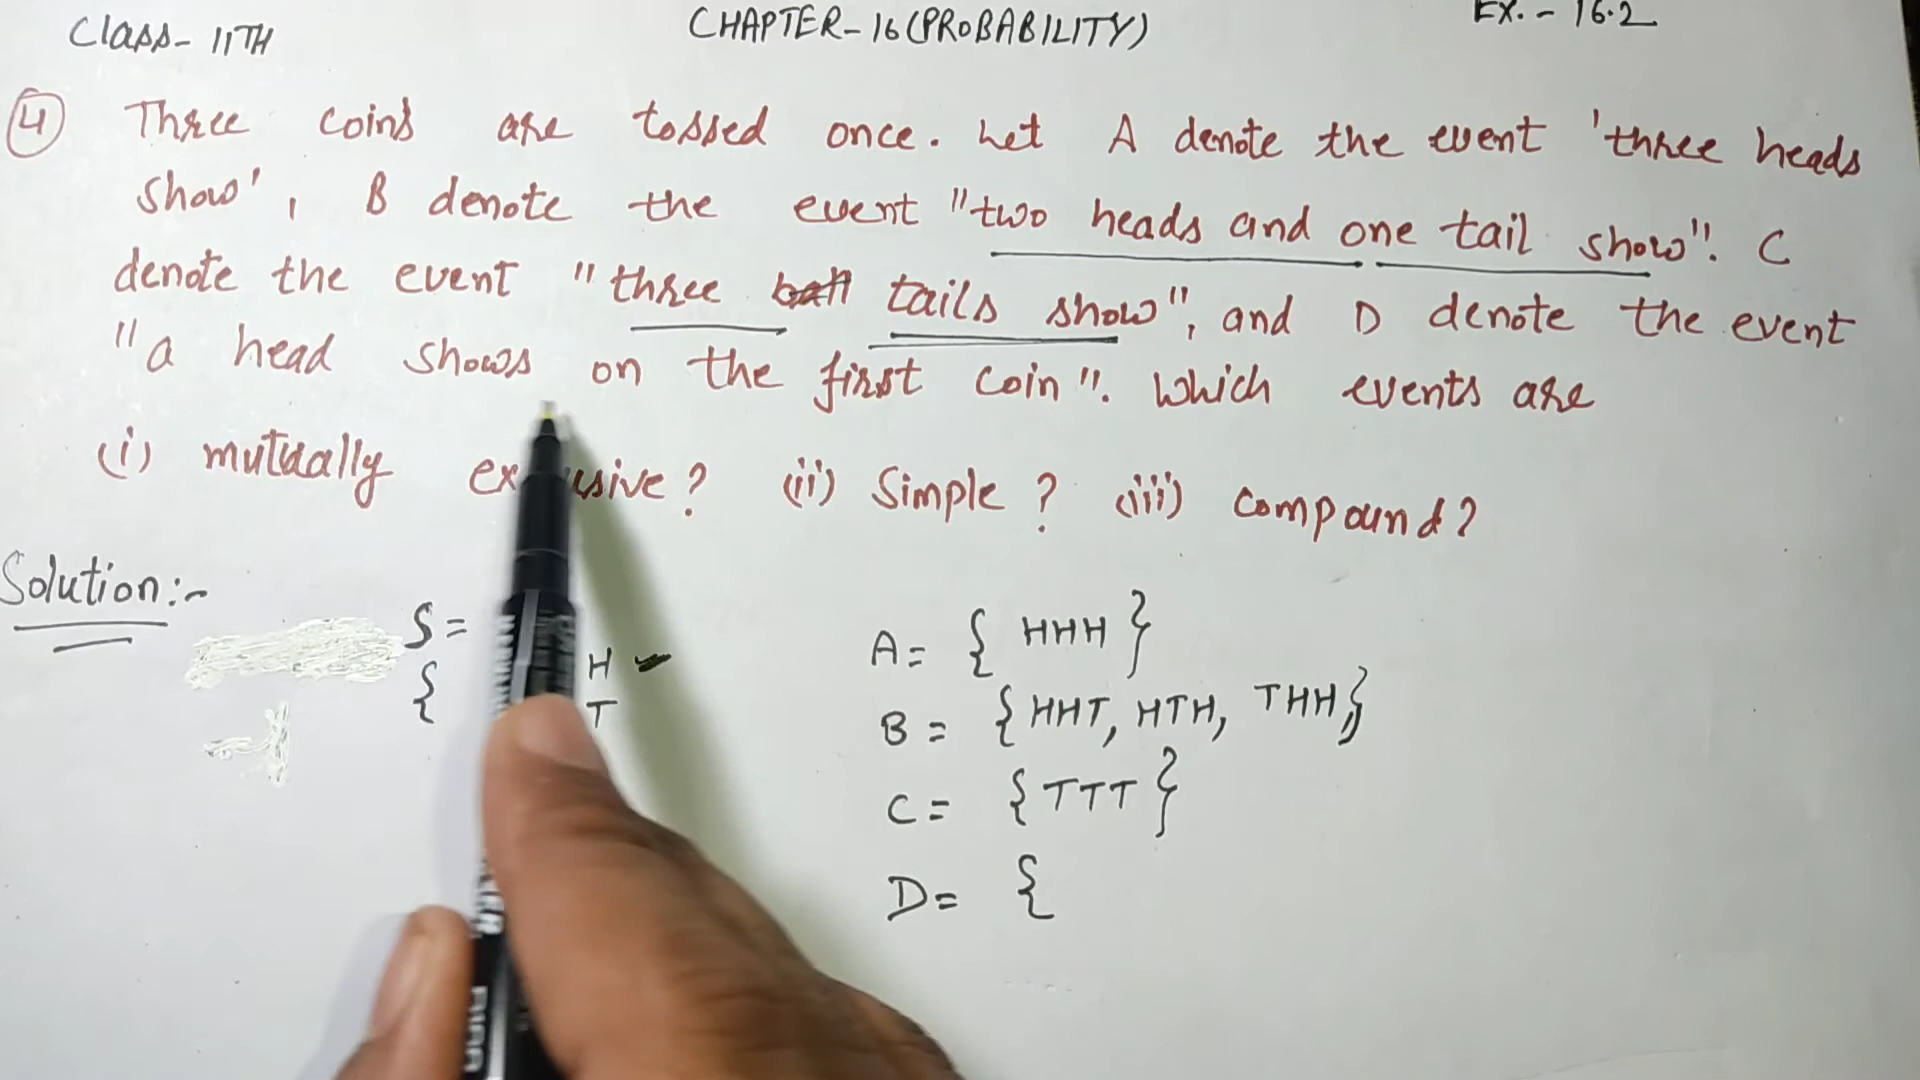 Class- 11TH CHAPTER-16(PROBABILITY) EX.- 16.2
4 Three coins are tossed once. Let A denote the event 'three heads
show', B denote the event "two heads and one tail show". C
denote the event "three tails show", and D denote the event
"a head shows on the first coin". Which events are
(i) mutually (ii) Simple? (iii) compound?
Solution:-
S=
{ H
T
A= { HHH }
B= {HHT, HTH, THH}
C= {TTT}
D= {